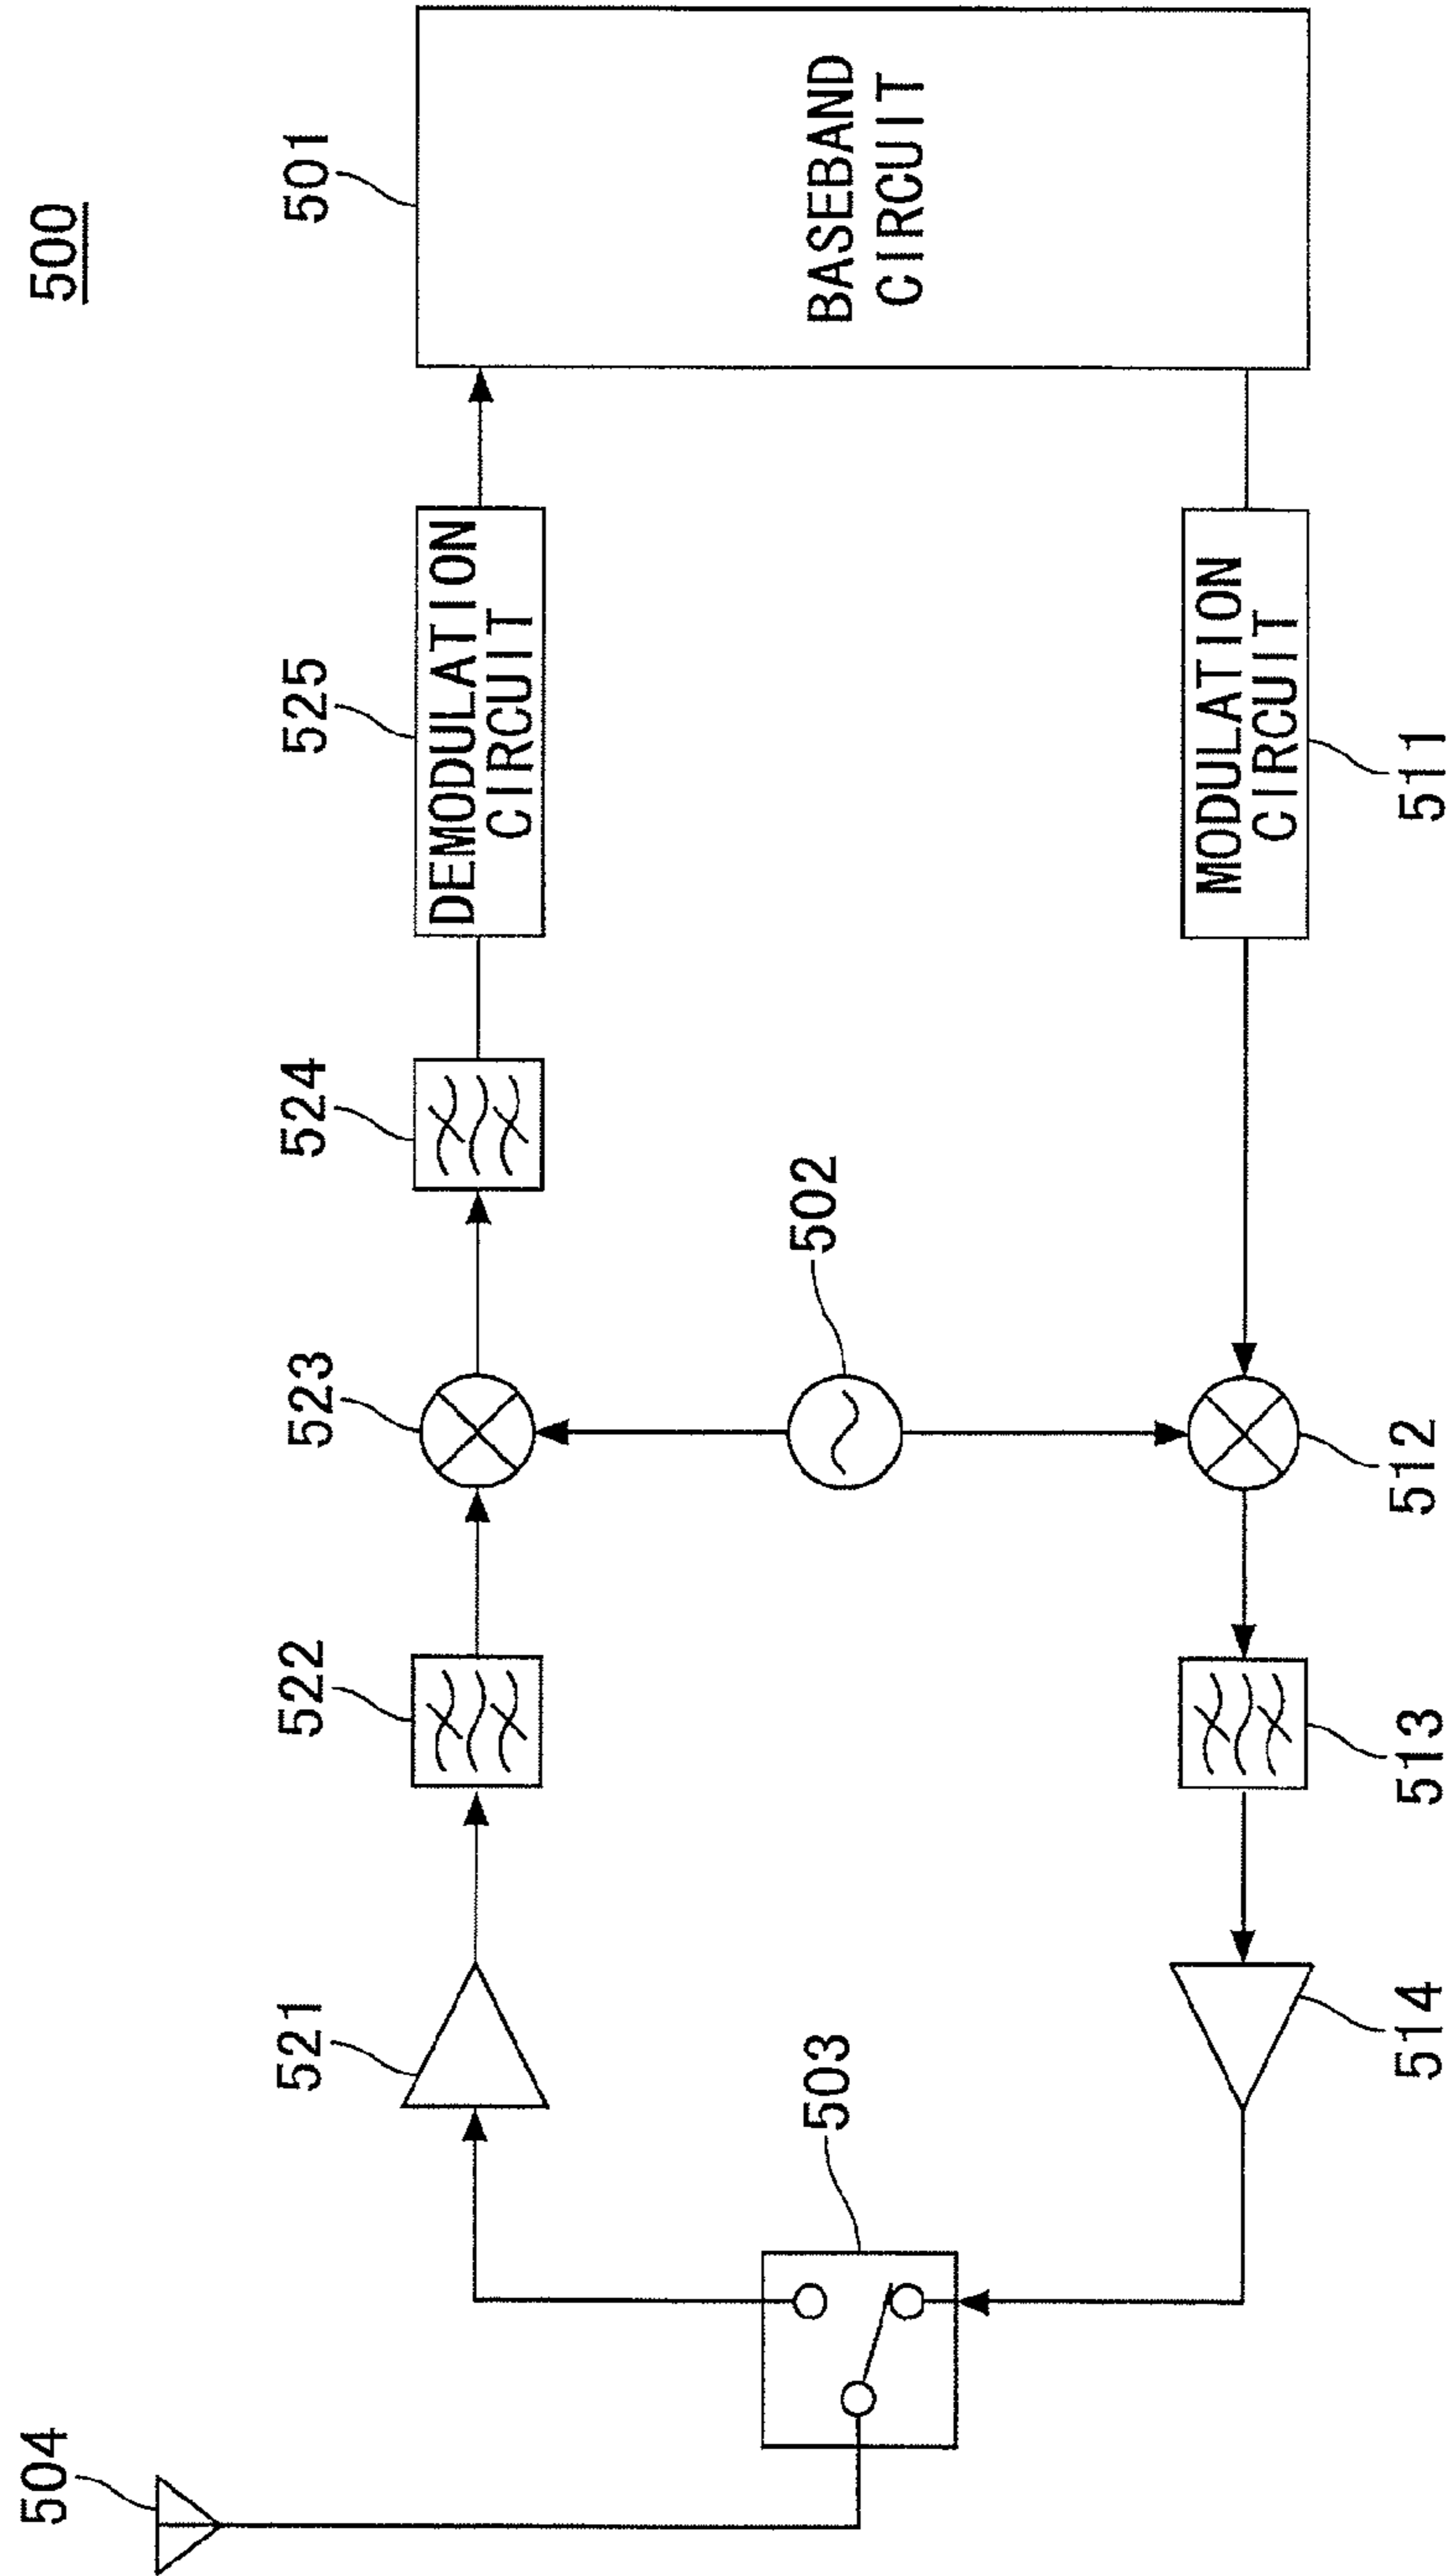 500
501
BASEBAND
CIRCUIT
525
DEMODULATION
CIRCUIT
524
523
522
521
502
503
504
MODULATION
CIRCUIT
511
512
513
514